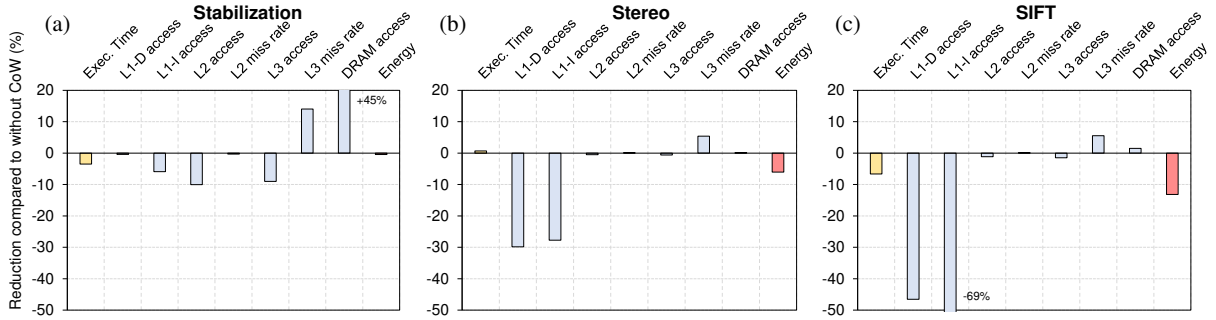 (a)
Stabilization
Exec. Time
L1-D access
L1-I access
L2 access
L2 miss rate
L3 access
L3 miss rate
DRAM access
Energy
Reduction compared to without CoW (%)
20
10
0
-10
-20
-30
-40
-50
+45%
(b)
Stereo
Exec. Time
L1-D access
L1-I access
L2 access
L2 miss rate
L3 access
L3 miss rate
DRAM access
Energy
20
10
0
-10
-20
-30
-40
-50
(c)
SIFT
Exec. Time
L1-D access
L1-I access
L2 access
L2 miss rate
L3 access
L3 miss rate
DRAM access
Energy
20
10
0
-10
-20
-30
-40
-50
-69%